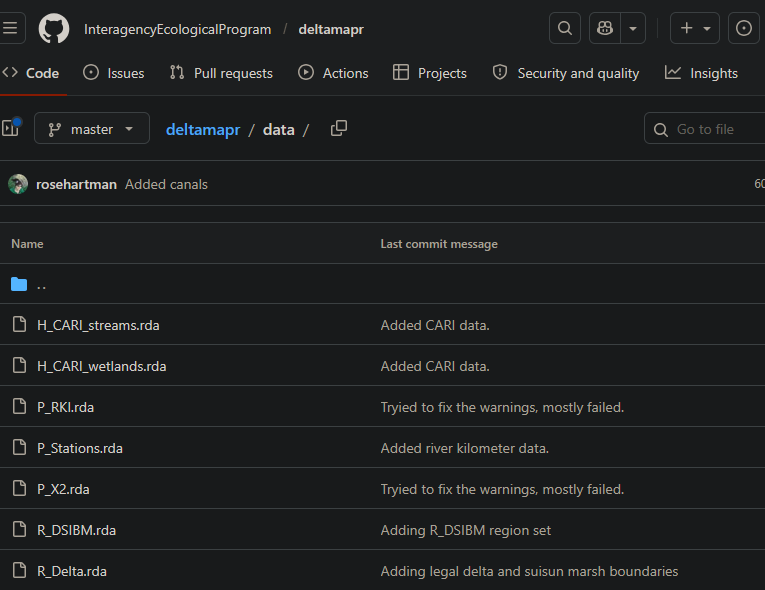 InteragencyEcologicalProgram / deltamapr
Code Issues Pull requests Actions Projects Security and quality Insights
master deltamapr / data / Go to file
rosehartman Added canals 60
Name Last commit message
..
H_CARI_streams.rda Added CARI data.
H_CARI_wetlands.rda Added CARI data.
P_RKI.rda Tryied to fix the warnings, mostly failed.
P_Stations.rda Added river kilometer data.
P_X2.rda Tryied to fix the warnings, mostly failed.
R_DSIBM.rda Adding R_DSIBM region set
R_Delta.rda Adding legal delta and suisun marsh boundaries